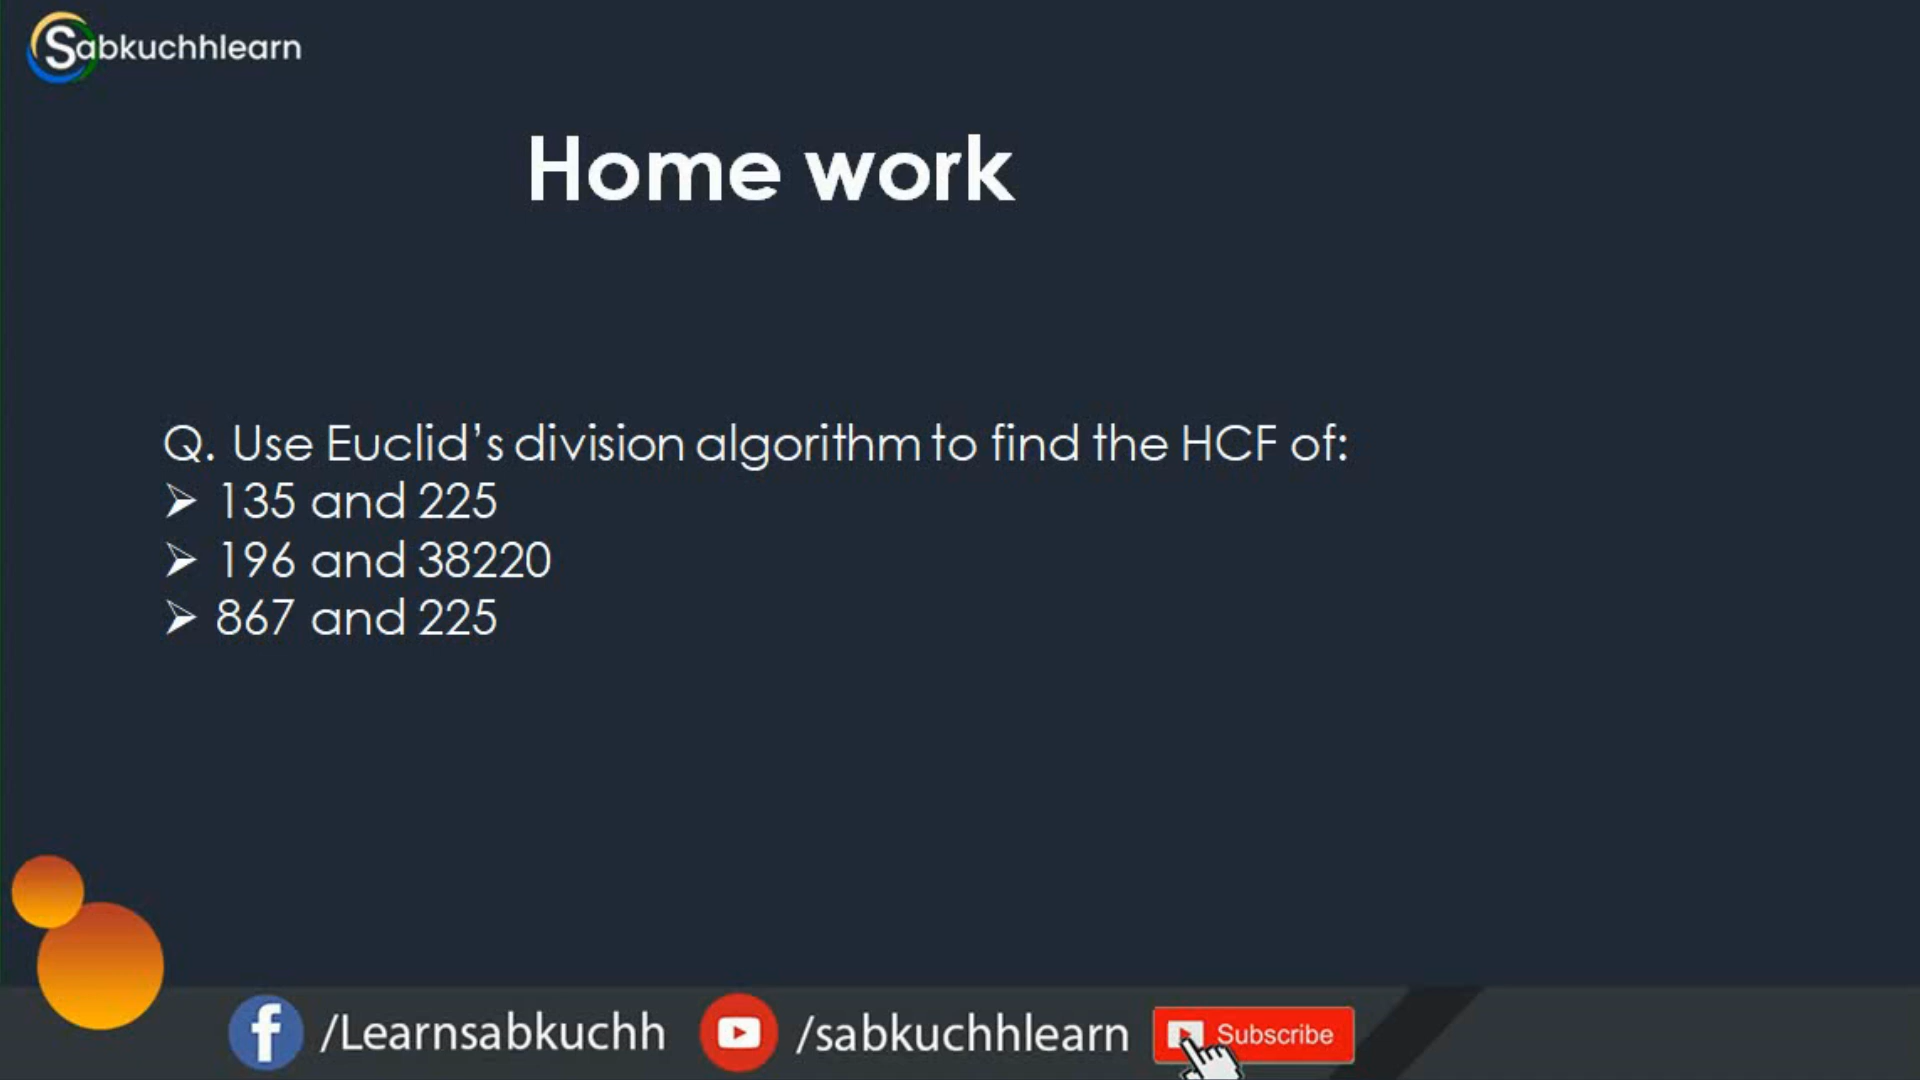 Sabkuchhlearn
Home work
Q. Use Euclid's division algorithm to find the HCF of:
➢ 135 and 225
➢ 196 and 38220
➢ 867 and 225
/Learnsabkuchh /sabkuchhlearn Subscribe